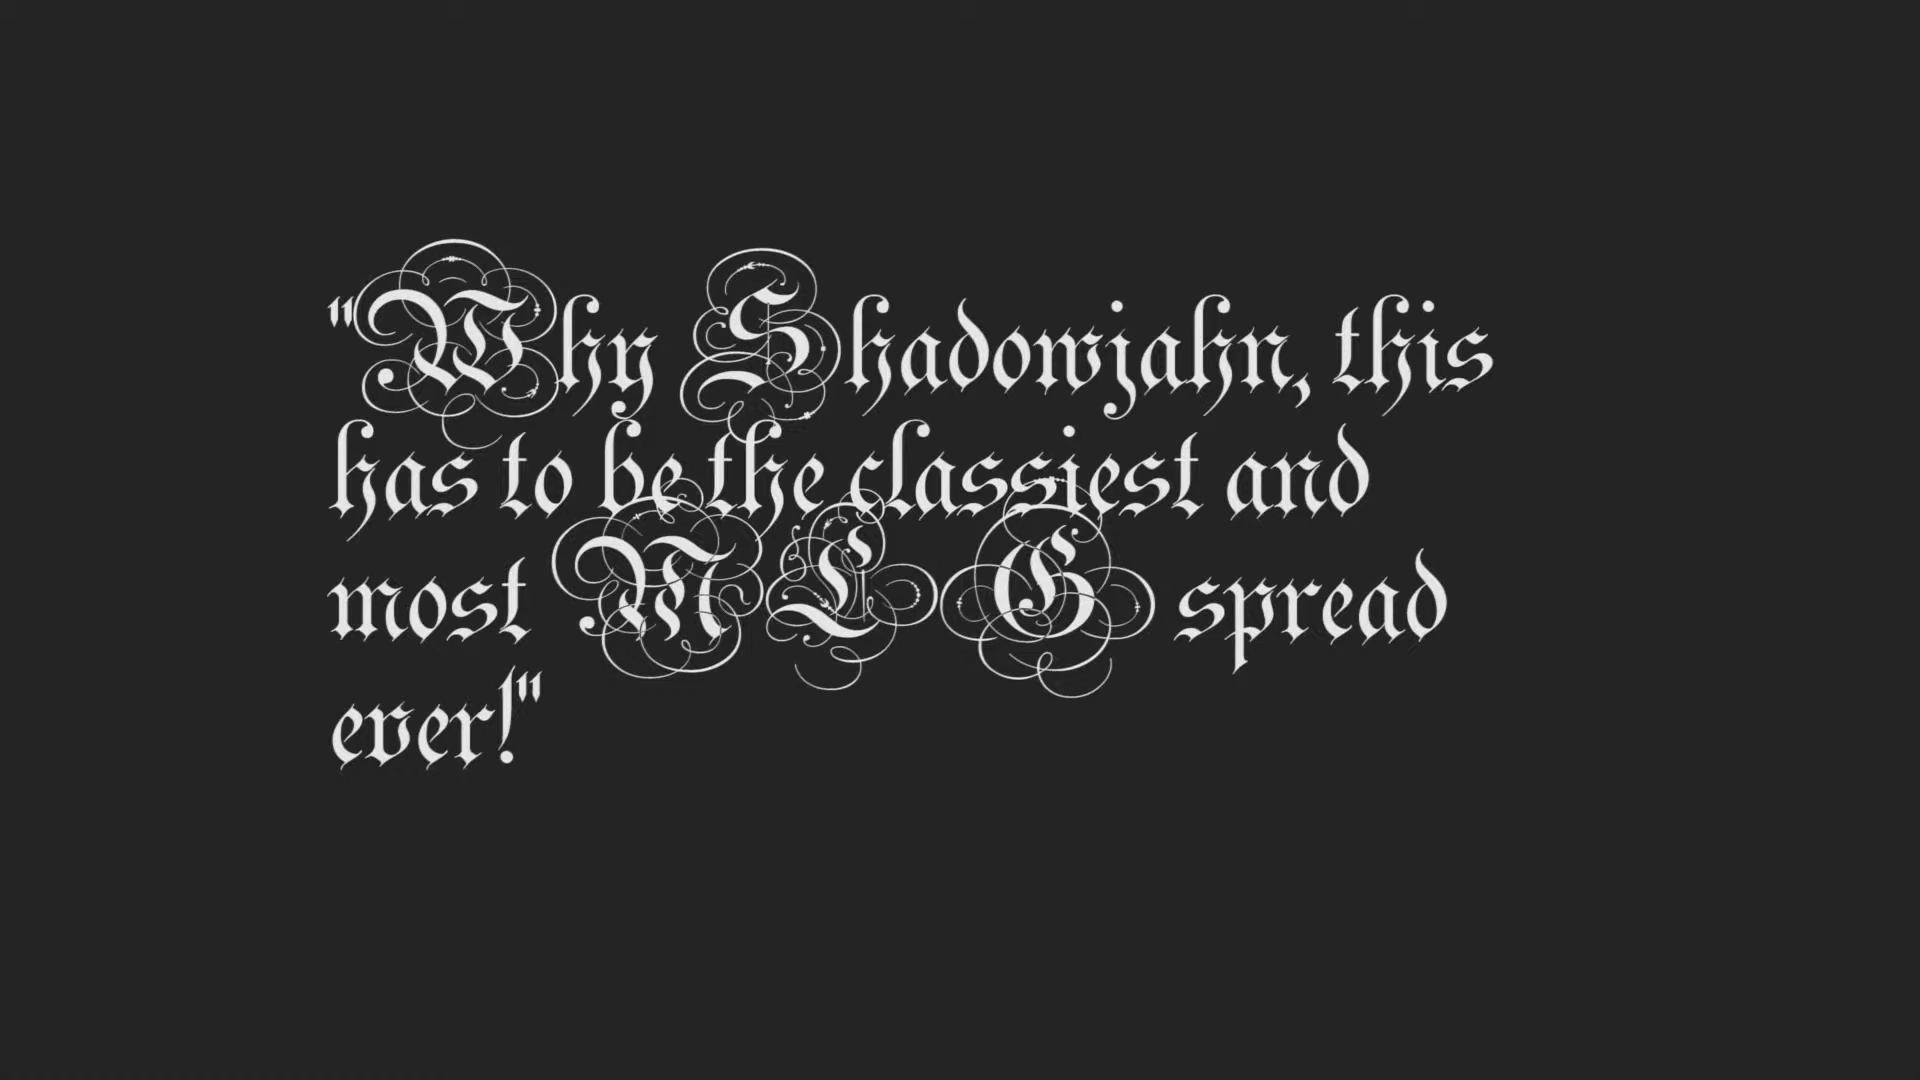 "Why Shadowjahn, this
has to be the classiest and
most MLG spread
ever!"